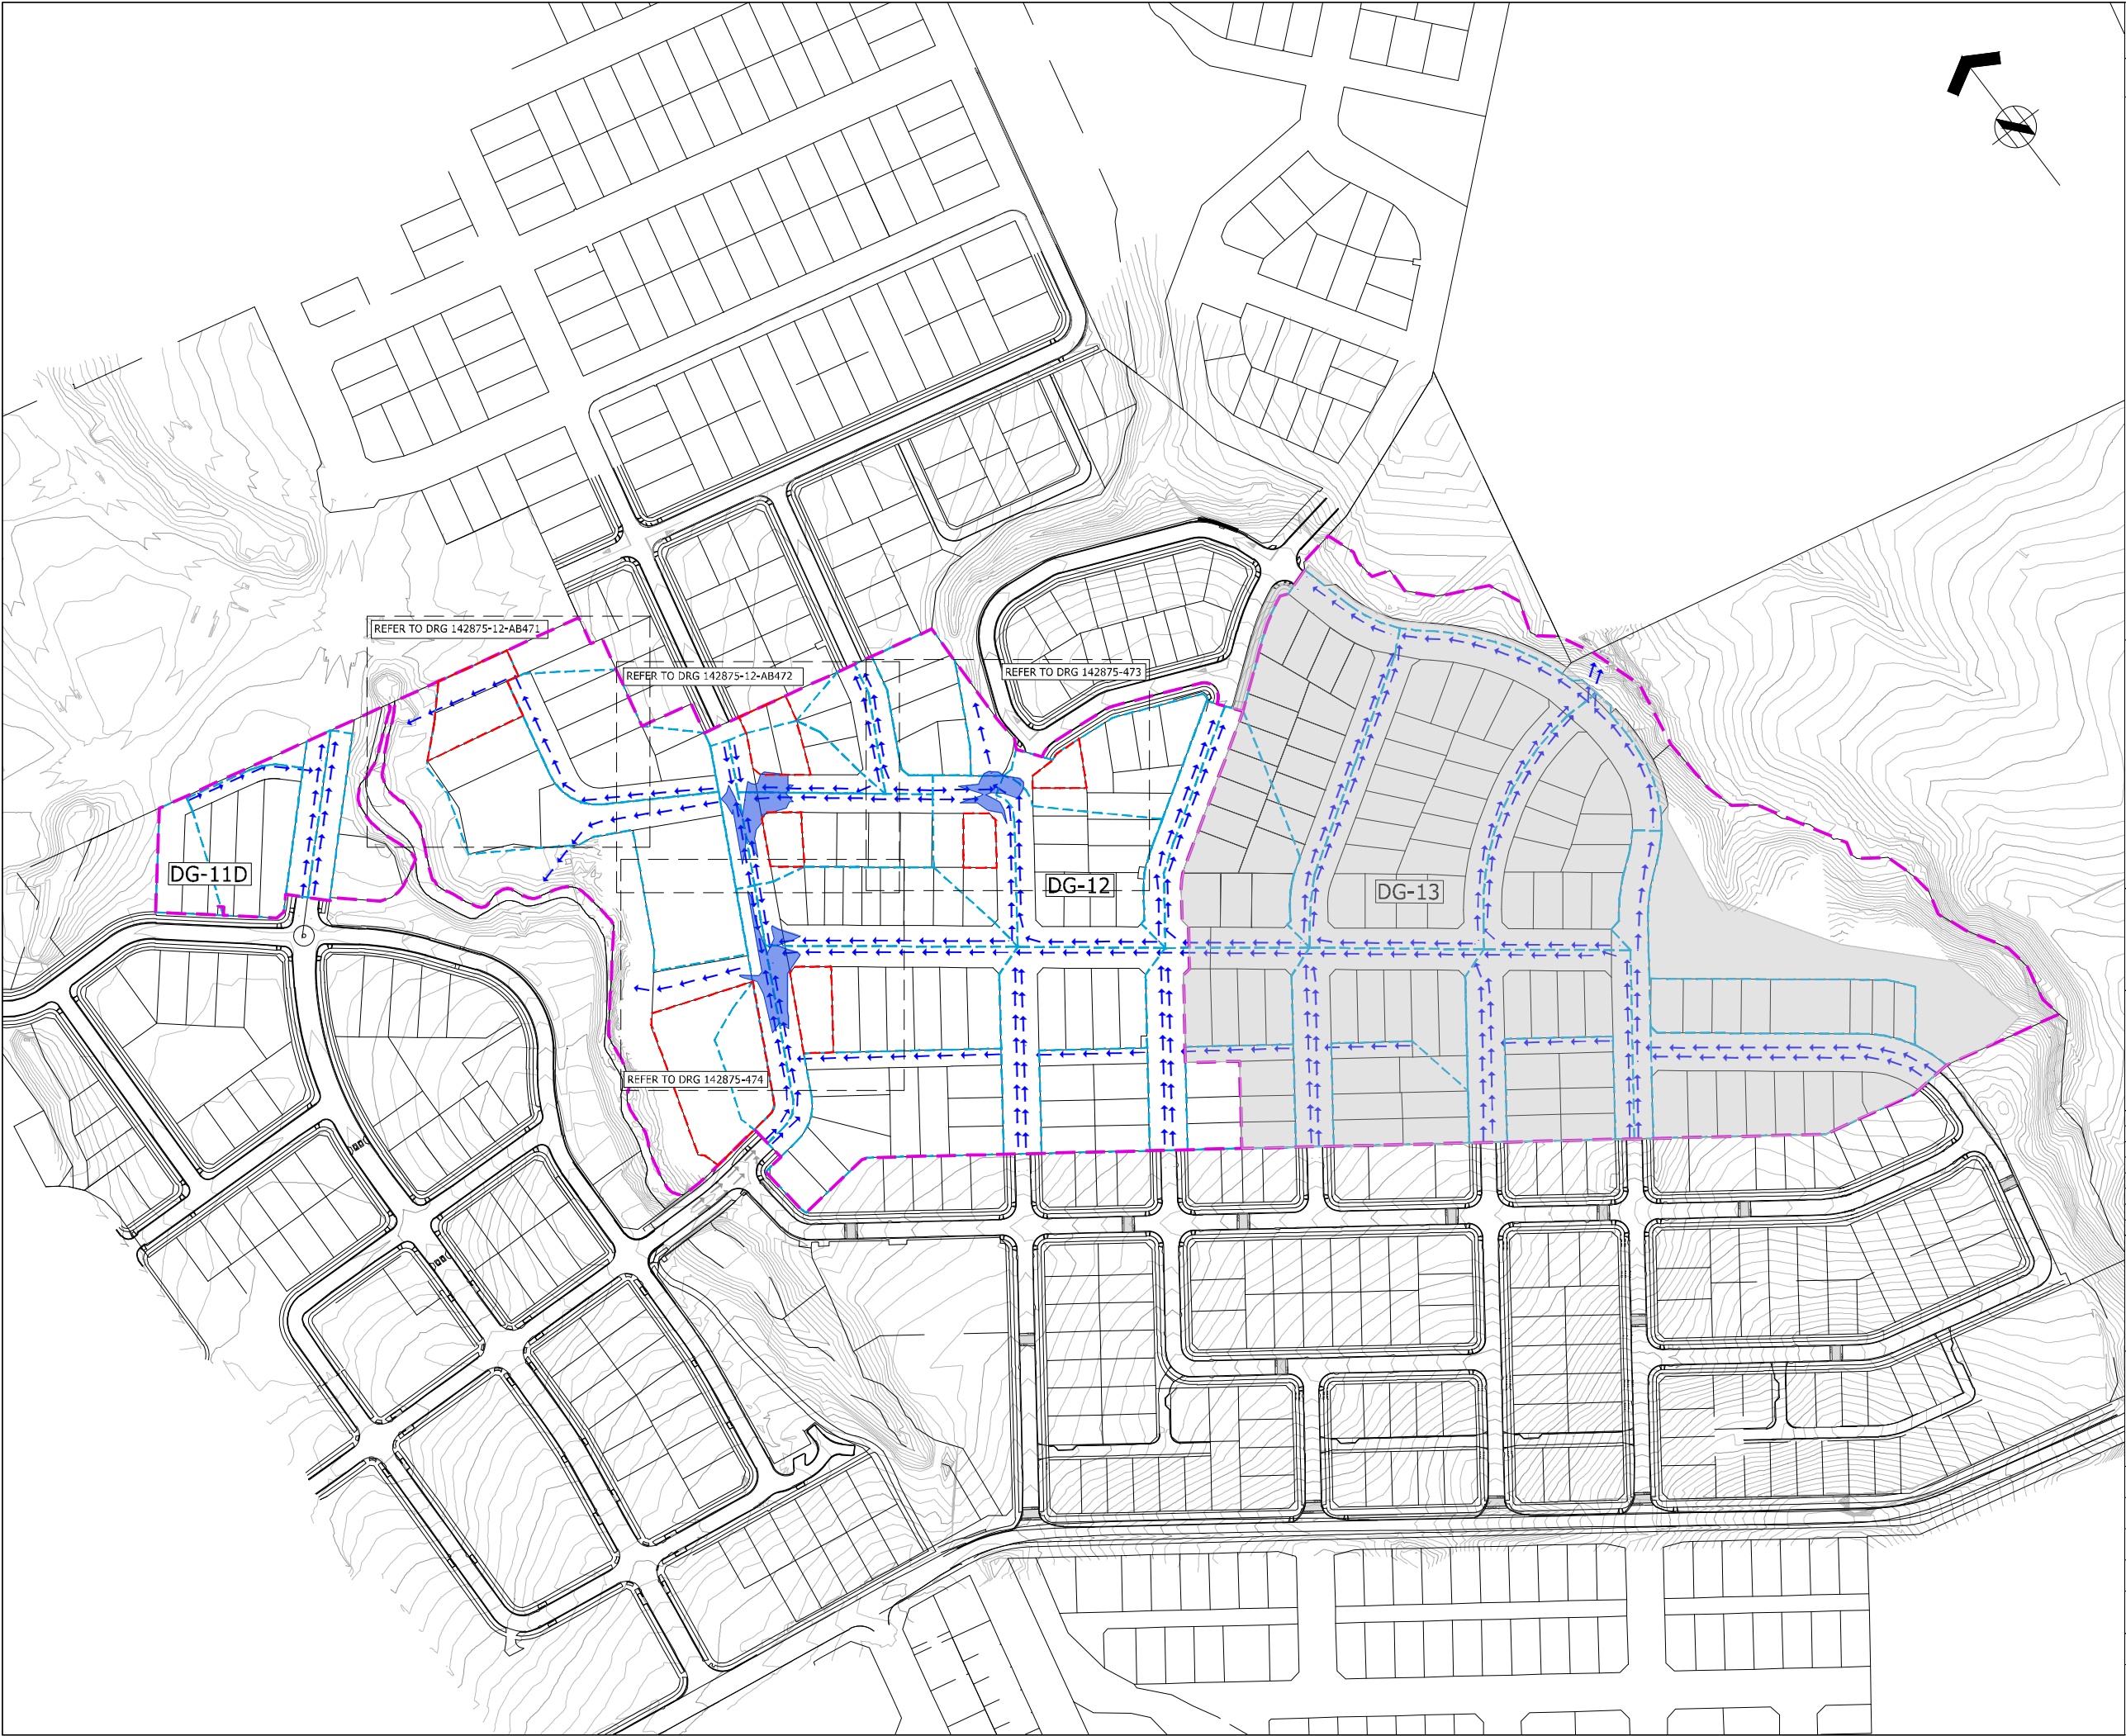 REFER TO DRG 142875-12-AB471
REFER TO DRG 142875-12-AB472
REFER TO DRG 142875-473
DG-11D
DG-12
DG-13
REFER TO DRG 142875-474